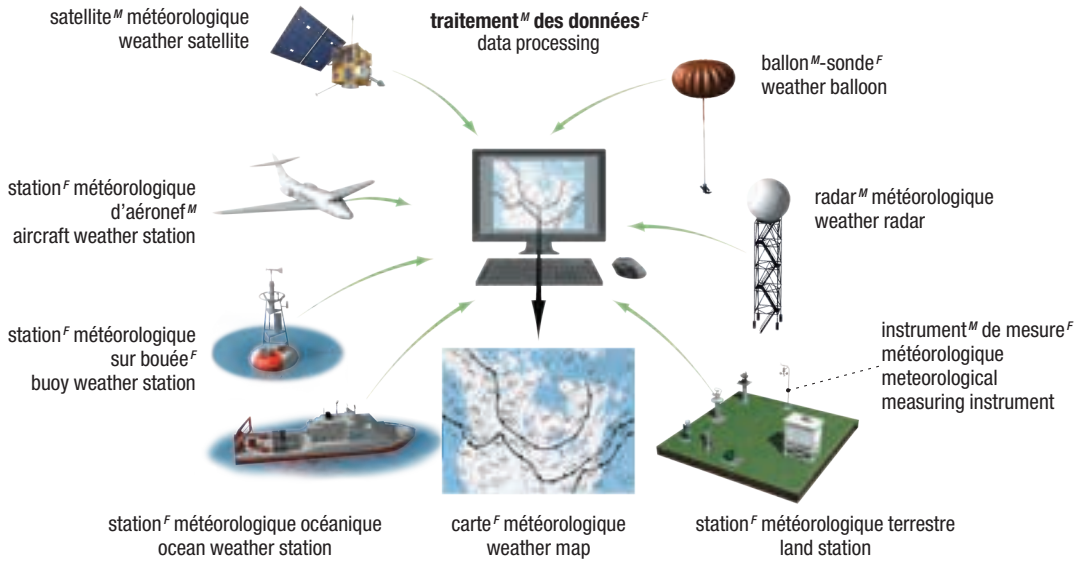 satellite M météorologique
weather satellite
traitement M des données F
data processing
ballon M-sonde F
weather balloon
station F météorologique
d'aéronef M
aircraft weather station
radar M météorologique
weather radar
station F météorologique
sur bouée F
buoy weather station
instrument M de mesure F
météorologique
meteorological
measuring instrument
station F météorologique océanique
ocean weather station
carte F météorologique
weather map
station F météorologique terrestre
land station